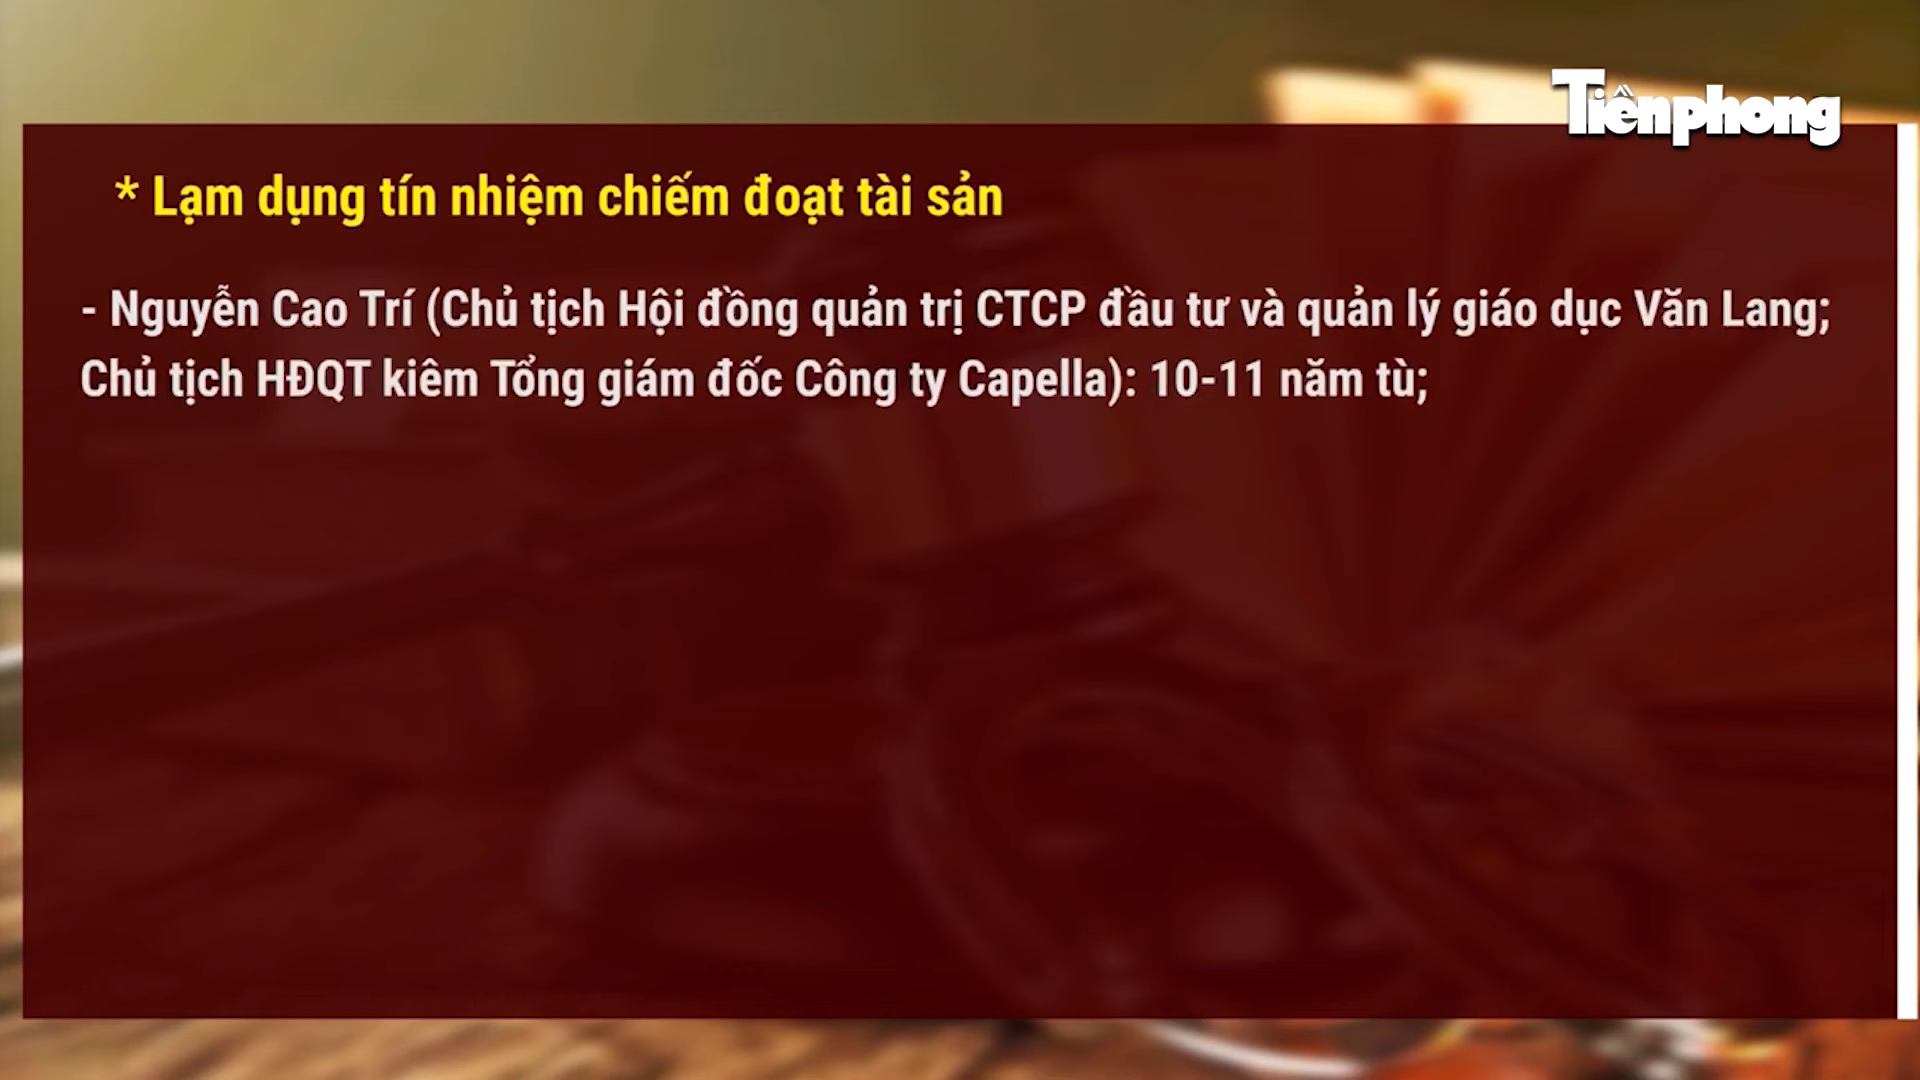 Tiênphong
* Lạm dụng tín nhiệm chiếm đoạt tài sản
- Nguyễn Cao Trí (Chủ tịch Hội đồng quản trị CTCP đầu tư và quản lý giáo dục Văn Lang;
Chủ tịch HĐQT kiêm Tổng giám đốc Công ty Capella): 10-11 năm tù;